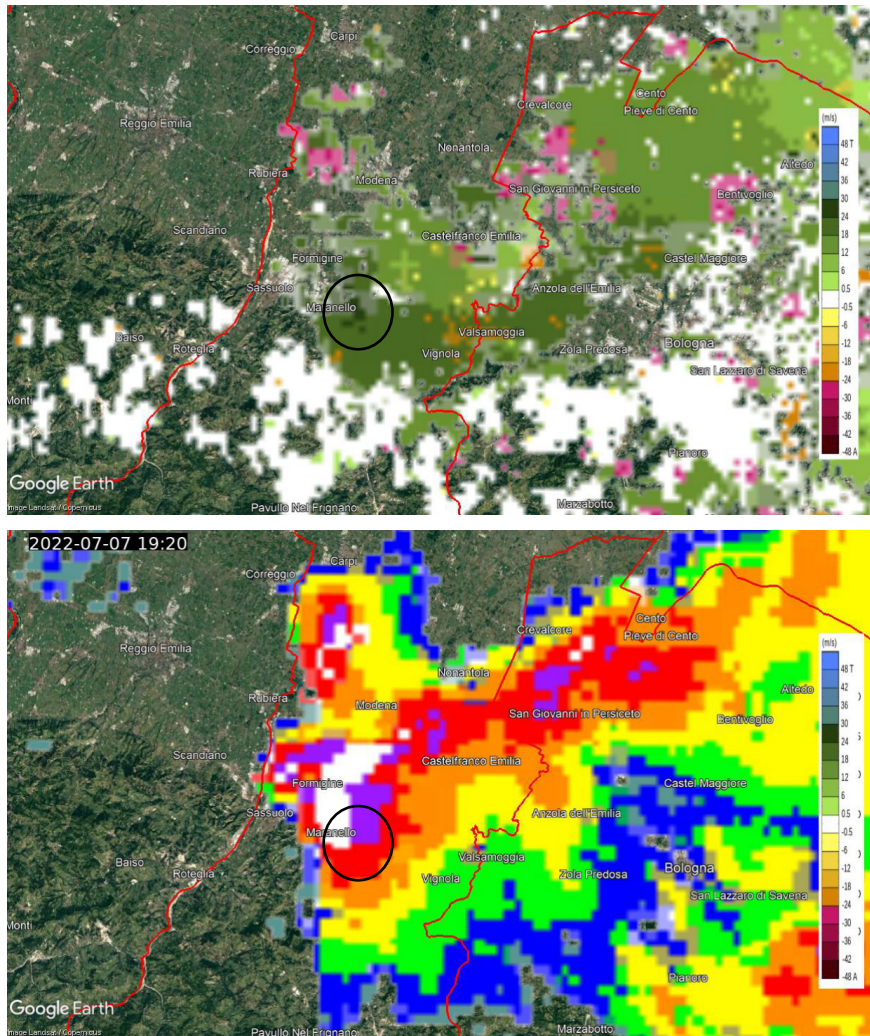 Correggio
Carpi
Reggio Emilia
Crevalcore
Cento
Pieve di Cento
Nonantola
Altedo
Rubiera
Modena
San Giovanni in Persiceto
Bentivoglio
Scandiano
Castelfranco Emilia
Formigine
Castel Maggiore
Sassuolo
Maranello
Anzola dell'Emilia
Baiso
Roteglia
Valsamoggia
Vignola
Zola Predosa
Bologna
San Lazzaro di Savena
Monti
Pianoro
Google Earth
Image Landsat / Copernicus
Pavullo Nel Frignano
Marzabotto
(m/s)
48 T
42
36
30
24
18
12
6
0.5
-0.5
-6
-12
-18
-24
-30
-36
-42
-48 A
2022-07-07 19:20
Correggio
Carpi
Reggio Emilia
Crevalcore
Cento
Pieve di Cento
Nonantola
Altedo
Rubiera
Modena
San Giovanni in Persiceto
Bentivoglio
Scandiano
Castelfranco Emilia
Formigine
Castel Maggiore
Sassuolo
Maranello
Anzola dell'Emilia
Baiso
Roteglia
Valsamoggia
Vignola
Zola Predosa
Bologna
San Lazzaro di Savena
Monti
Pianoro
Google Earth
Image Landsat / Copernicus
Pavullo Nel Frignano
Marzabotto
(m/s)
48 T
42
36
30
24
18
12
6
0.5
-0.5
-6
-12
-18
-24
-30
-36
-42
-48 A